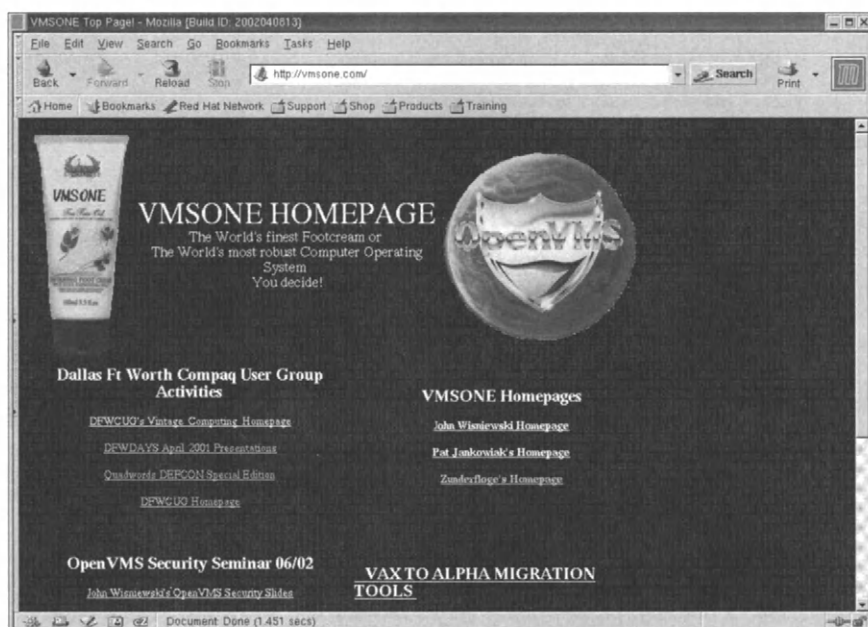 VMSONE Top Page! - Mozilla {Build ID: 2002040813}
File Edit View Search Go Bookmarks Tasks Help
Back Forward Reload Stop http://vmsone.com/ Search Print
Home Bookmarks Red Hat Network Support Shop Products Training
VMSONE
Tea Tree Oil
VMSONE HOMEPAGE
The World's finest Footcream or
The World's most robust Computer Operating
System
You decide!
OpenVMS
Dallas Ft Worth Compaq User Group
Activities
DFWCUG's Vintage Computing Homepage
DFWDAYS April 2001 Presentations
Quadwords DEFCON Special Edition
DFWCUG Homepage
VMSONE Homepages
John Wisniewski Homepage
Pat Jankowiak's Homepage
Zunderfloge's Homepage
OpenVMS Security Seminar 06/02
John Wisniewski's OpenVMS Security Slides
VAX TO ALPHA MIGRATION
TOOLS
Document: Done (1.451 secs)